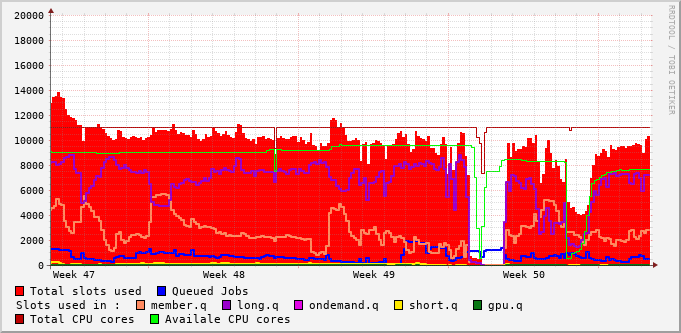 20000
18000
16000
14000
12000
10000
8000
6000
4000
2000
0
Week 47 Week 48 Week 49 Week 50
RRDTOOL / TOBI OETIKER
Total slots used Queued Jobs
Slots used in : member.q long.q ondemand.q short.q gpu.q
Total CPU cores Availale CPU cores